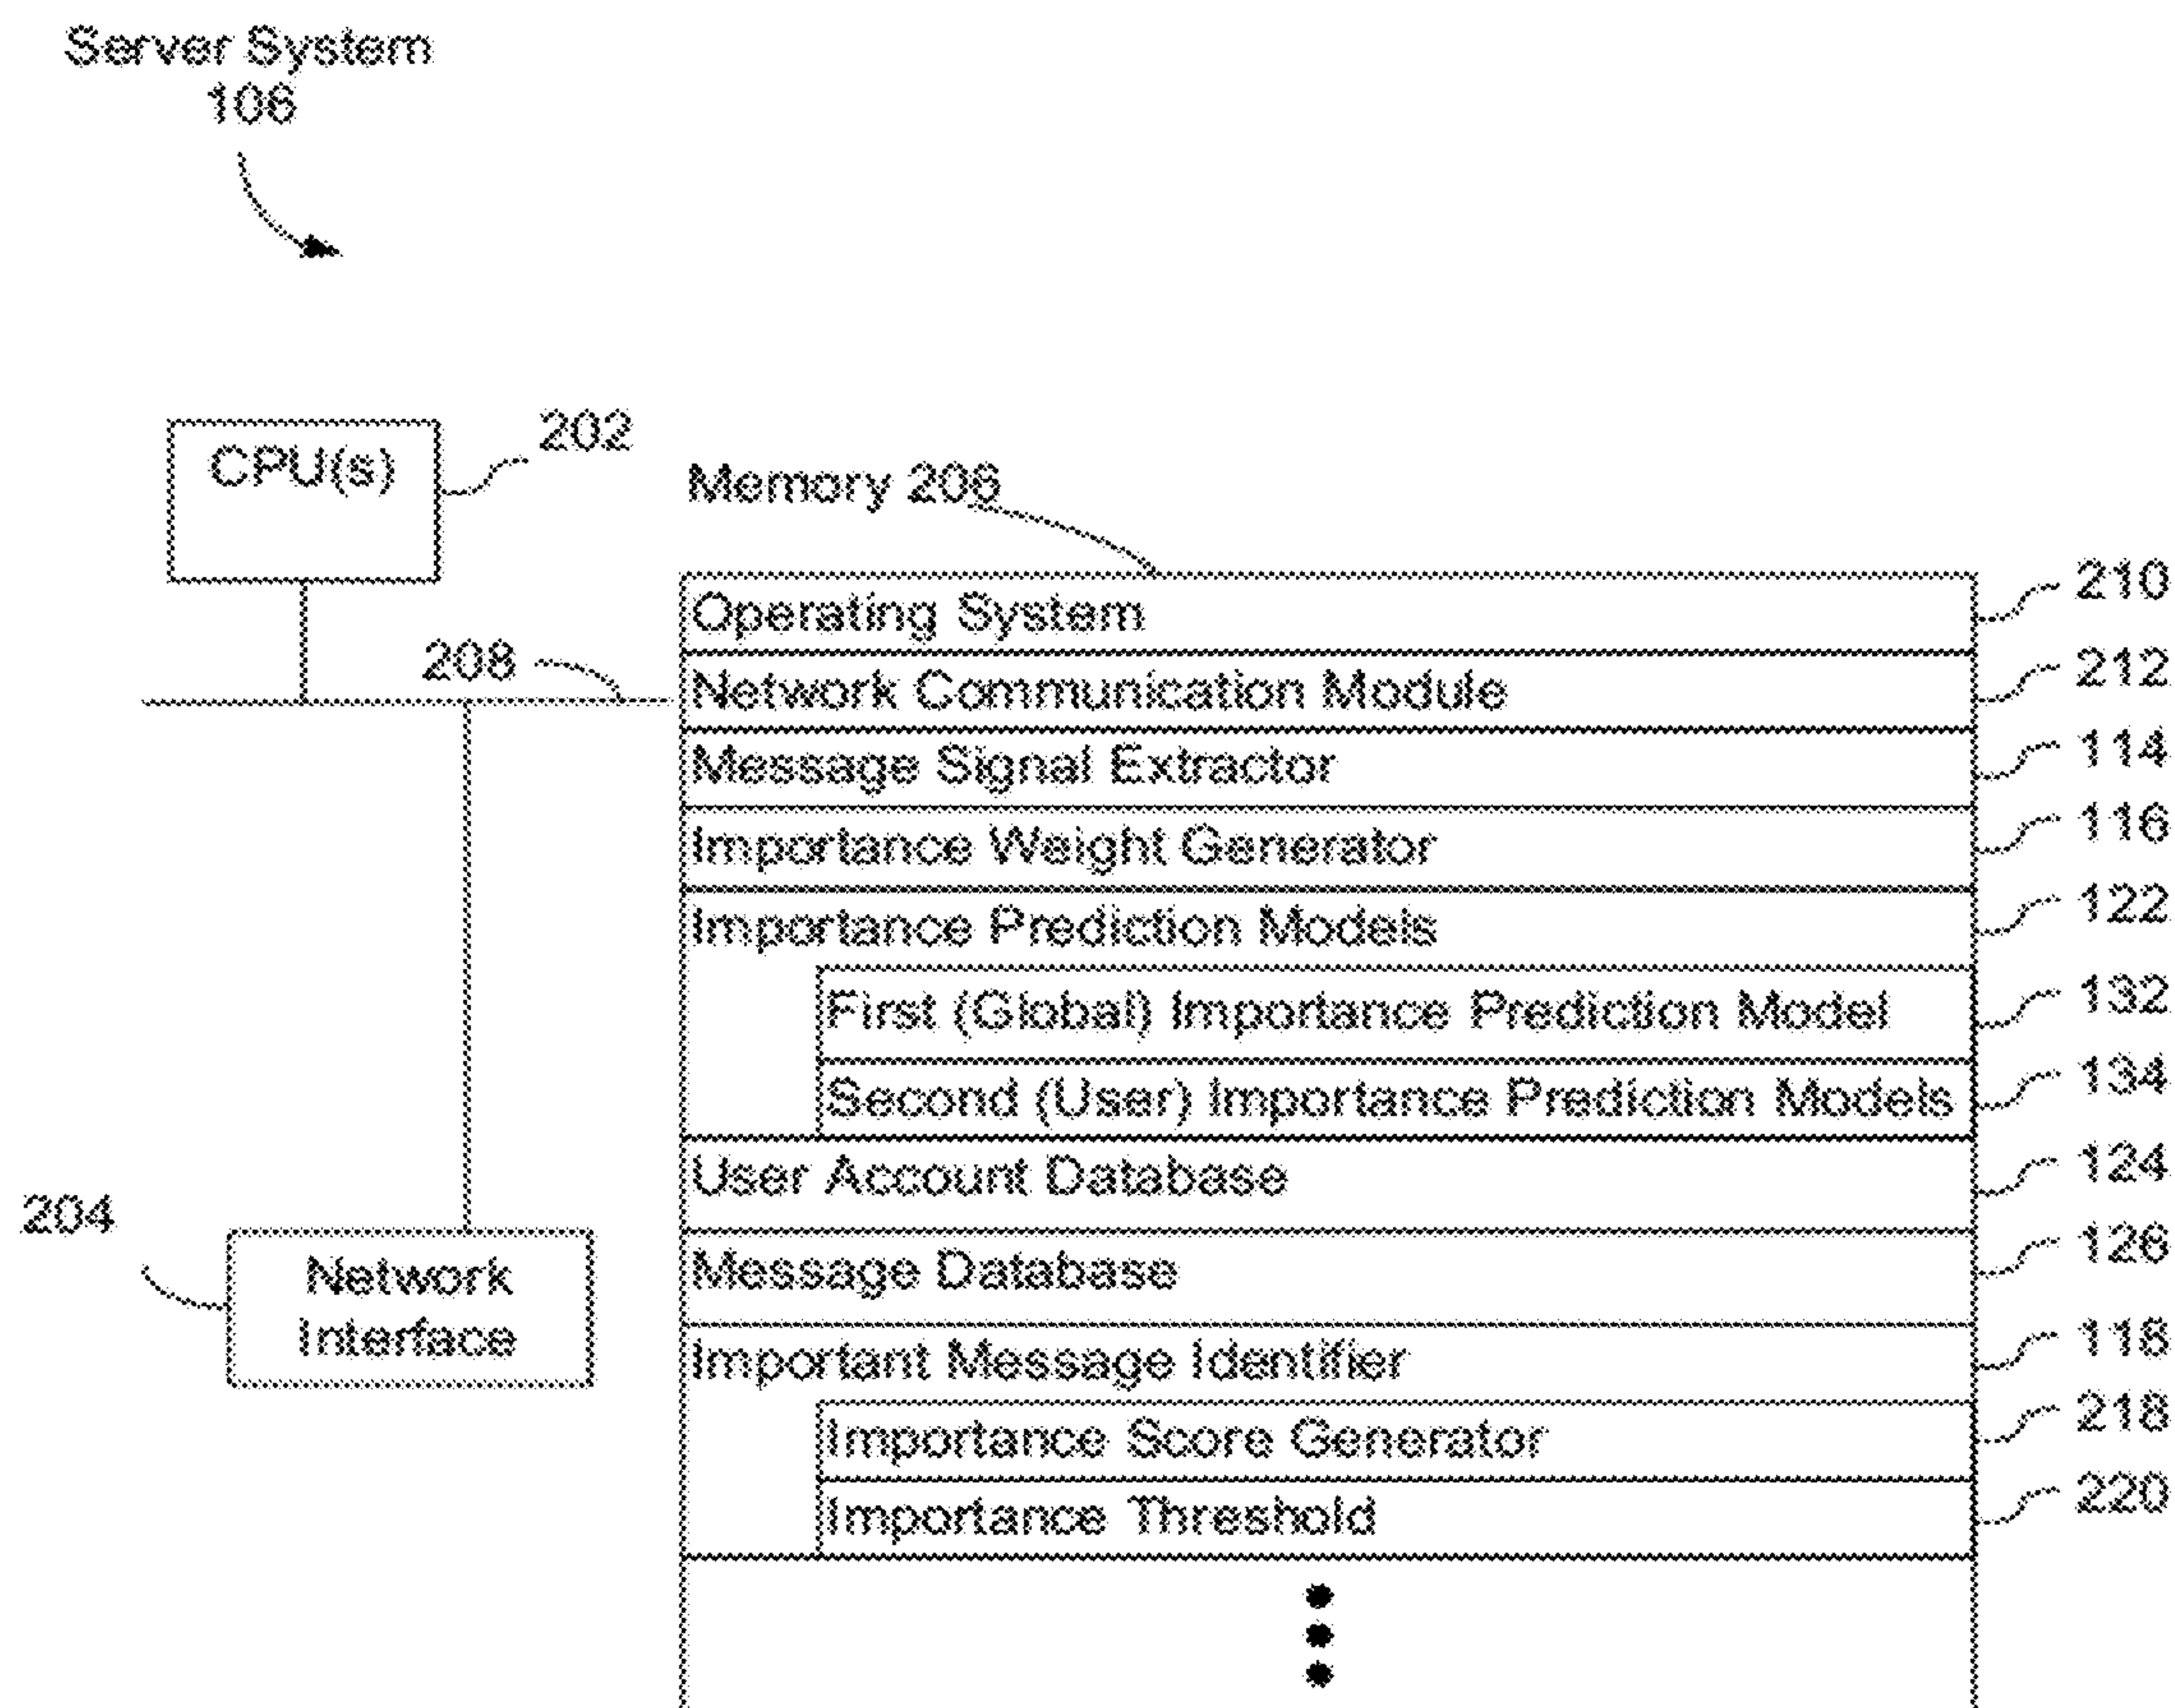 Server System
106
CPU(s)
202
Memory 206
Operating System
210
208
Network Communication Module
212
Message Signal Extractor
114
Importance Weight Generator
116
Importance Prediction Models
122
First (Global) Importance Prediction Model
132
Second (User) Importance Prediction Models
134
User Account Database
124
204
Network
Interface
Message Database
126
Important Message Identifier
118
Importance Score Generator
218
Importance Threshold
220